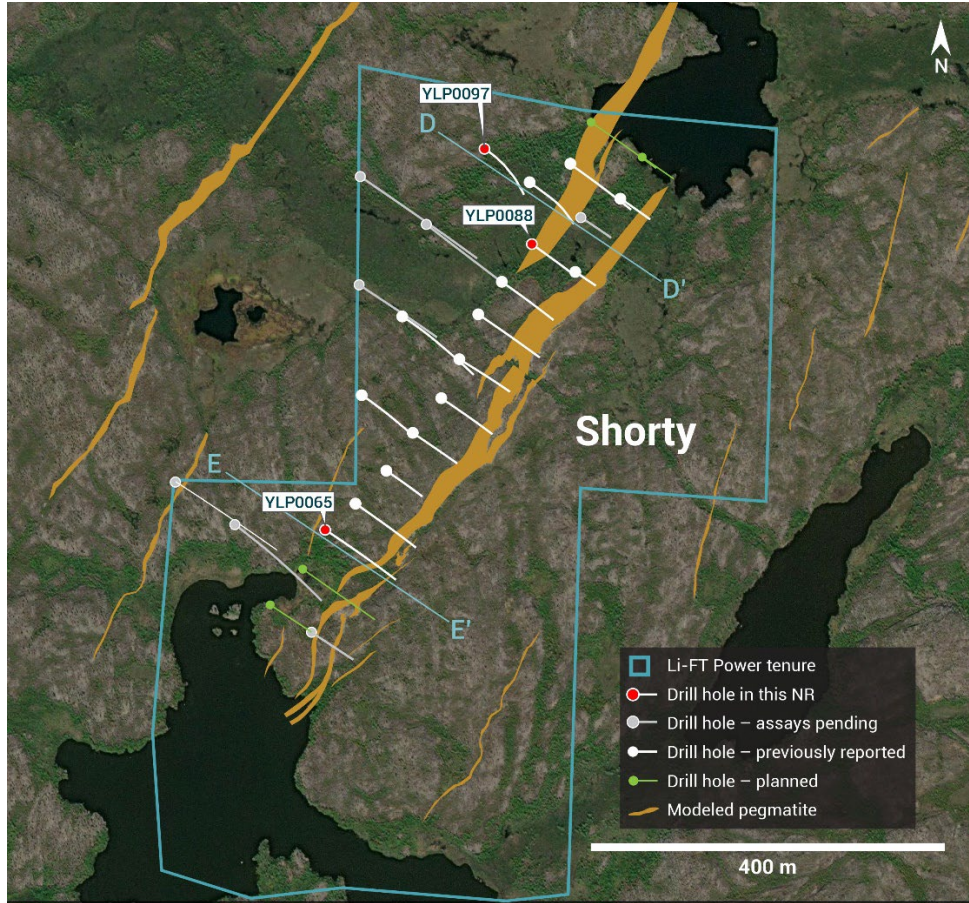 N
YLP0097
D
YLP0088
D'
Shorty
E
YLP0065
E'
Li-FT Power tenure
Drill hole in this NR
Drill hole – assays pending
Drill hole – previously reported
Drill hole – planned
Modeled pegmatite
400 m